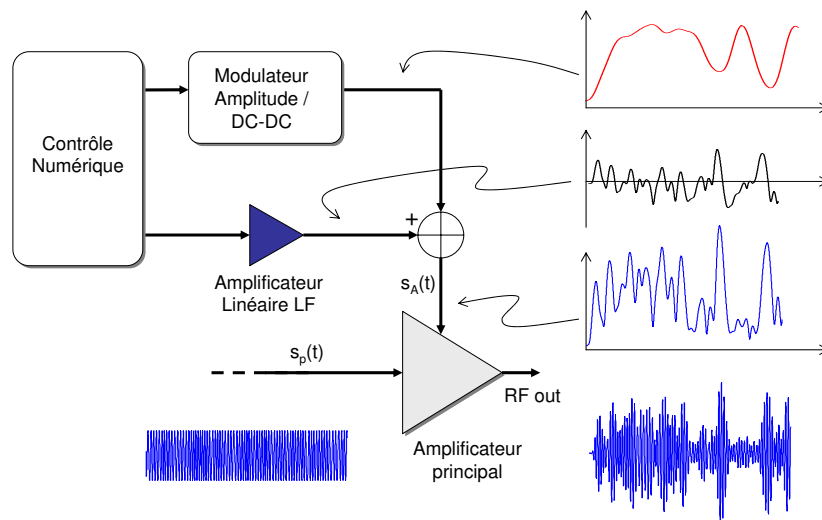 Modulateur
Amplitude /
DC-DC
Contrôle
Numérique
+
Amplificateur
Linéaire LF
s_A(t)
s_p(t)
RF out
Amplificateur
principal